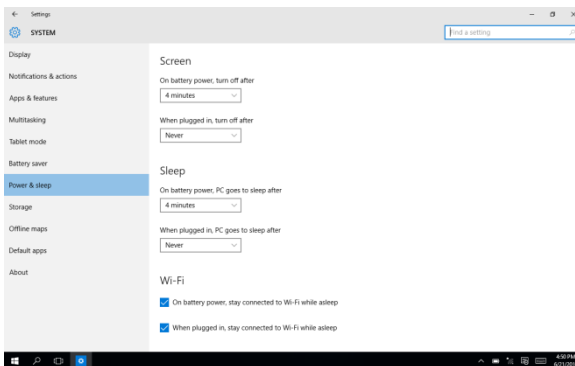 Settings
SYSTEM
Find a setting
Display
Notifications & actions
Apps & features
Multitasking
Tablet mode
Battery saver
Power & sleep
Storage
Offline maps
Default apps
About
Screen
On battery power, turn off after
4 minutes
When plugged in, turn off after
Never
Sleep
On battery power, PC goes to sleep after
4 minutes
When plugged in, PC goes to sleep after
Never
Wi-Fi
On battery power, stay connected to Wi-Fi while asleep
When plugged in, stay connected to Wi-Fi while asleep
4:50 PM